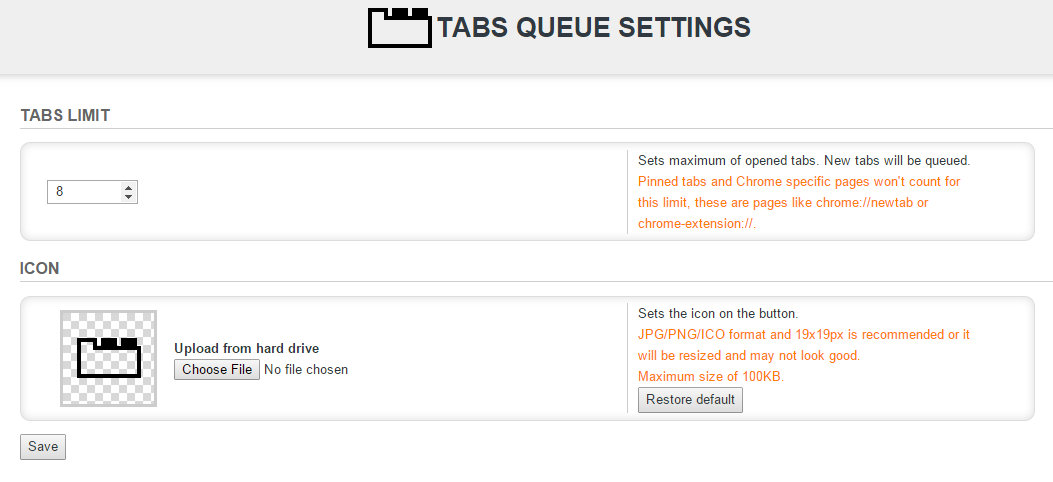 TABS QUEUE SETTINGS
TABS LIMIT
8
Sets maximum of opened tabs. New tabs will be queued.
Pinned tabs and Chrome specific pages won't count for
this limit, these are pages like chrome://newtab or
chrome-extension://.
ICON
Upload from hard drive
Choose File No file chosen
Sets the icon on the button.
JPG/PNG/ICO format and 19x19px is recommended or it
will be resized and may not look good.
Maximum size of 100KB.
Restore default
Save